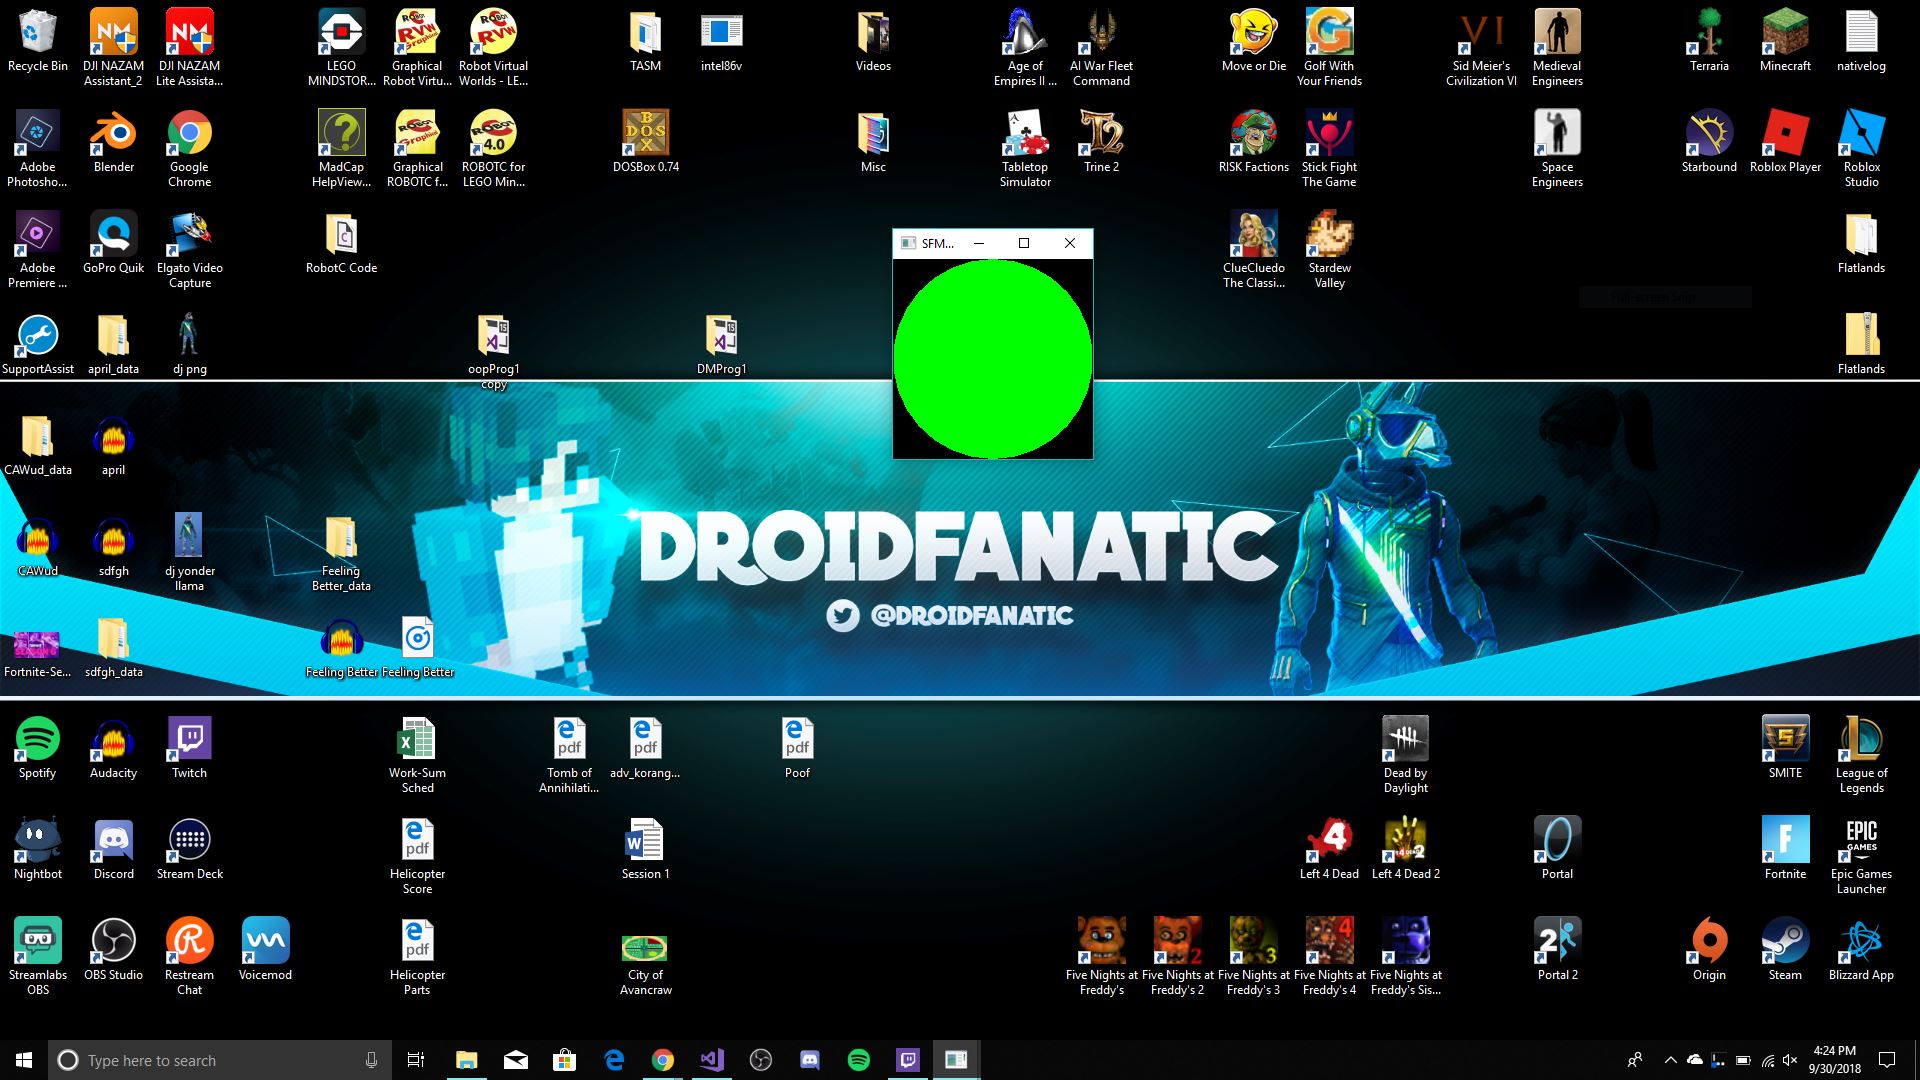 Recycle Bin
DJI NAZAM
Assistant_2
DJI NAZAM
Lite Assista...
LEGO
MINDSTOR...
Graphical
Robot Virtu...
Robot Virtual
Worlds - LE...
TASM
intel86v
Videos
Age of
Empires II ...
AI War Fleet
Command
Move or Die
Golf With
Your Friends
Sid Meier's
Civilization VI
Medieval
Engineers
Terraria
Minecraft
nativelog
Adobe
Photosho...
Blender
Google
Chrome
MadCap
HelpView...
Graphical
ROBOTC f...
ROBOTC for
LEGO Min...
DOSBox 0.74
Misc
Tabletop
Simulator
Trine 2
RISK Factions
Stick Fight
The Game
Space
Engineers
Starbound
Roblox Player
Roblox
Studio
Adobe
Premiere ...
GoPro Quik
Elgato Video
Capture
RobotC Code
SFM...
ClueCluedo
The Classi...
Stardew
Valley
Flatlands
SupportAssist
april_data
dj png
oopProg1
copy
DMProg1
Flatlands
CAWud_data
april
CAWud
sdfgh
dj yonder
llama
Feeling
Better_data
DROIDFANATIC
@DROIDFANATIC
Fortnite-Se...
sdfgh_data
Feeling Better
Feeling Better
Spotify
Audacity
Twitch
Work-Sum
Sched
Tomb of
Annihilati...
adv_korang...
Poof
Dead by
Daylight
SMITE
League of
Legends
Nightbot
Discord
Stream Deck
Helicopter
Score
Session 1
Left 4 Dead
Left 4 Dead 2
Portal
Fortnite
Epic Games
Launcher
Streamlabs
OBS
OBS Studio
Restream
Chat
Voicemod
Helicopter
Parts
City of
Avancraw
Five Nights at
Freddy's
Five Nights at
Freddy's 2
Five Nights at
Freddy's 3
Five Nights at
Freddy's 4
Five Nights at
Freddy's Sis...
Portal 2
Origin
Steam
Blizzard App
Type here to search
4:24 PM
9/30/2018